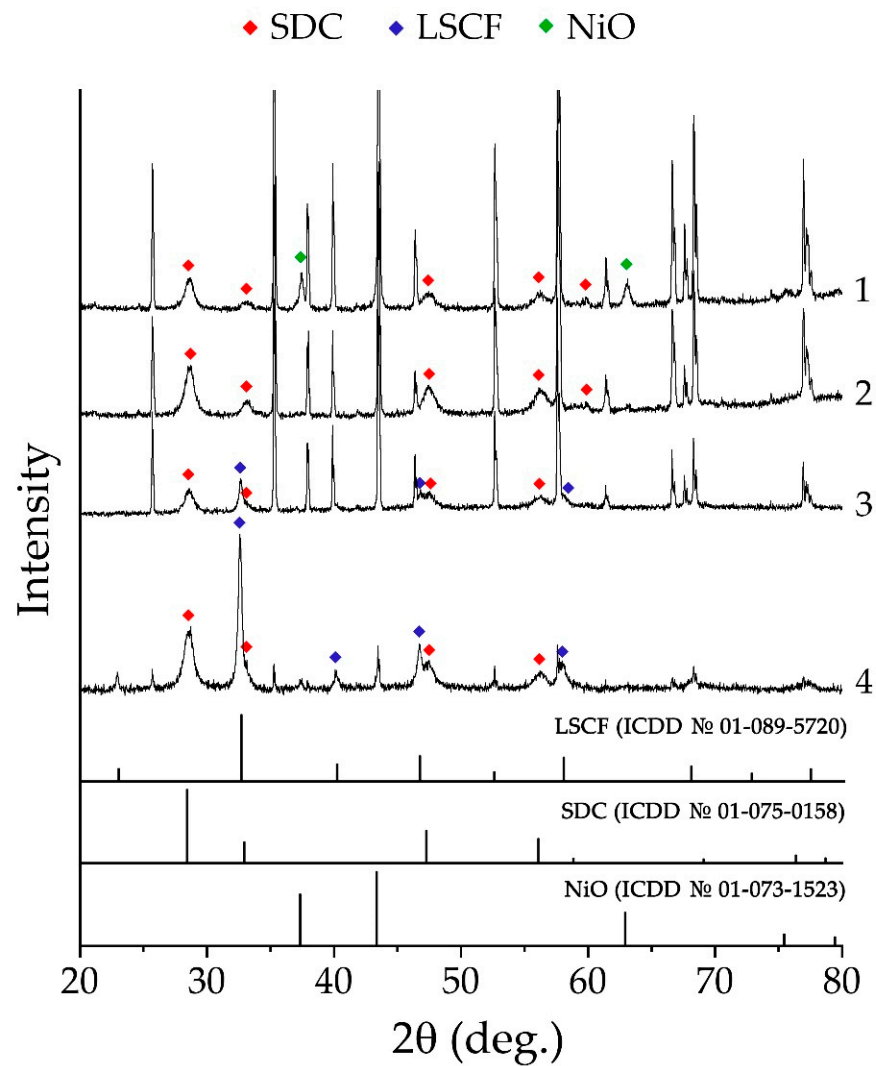 SDC LSCF NiO
1
2
3
4
Intensity
LSCF (ICDD № 01-089-5720)
SDC (ICDD № 01-075-0158)
NiO (ICDD № 01-073-1523)
20 30 40 50 60 70 80
2θ (deg.)